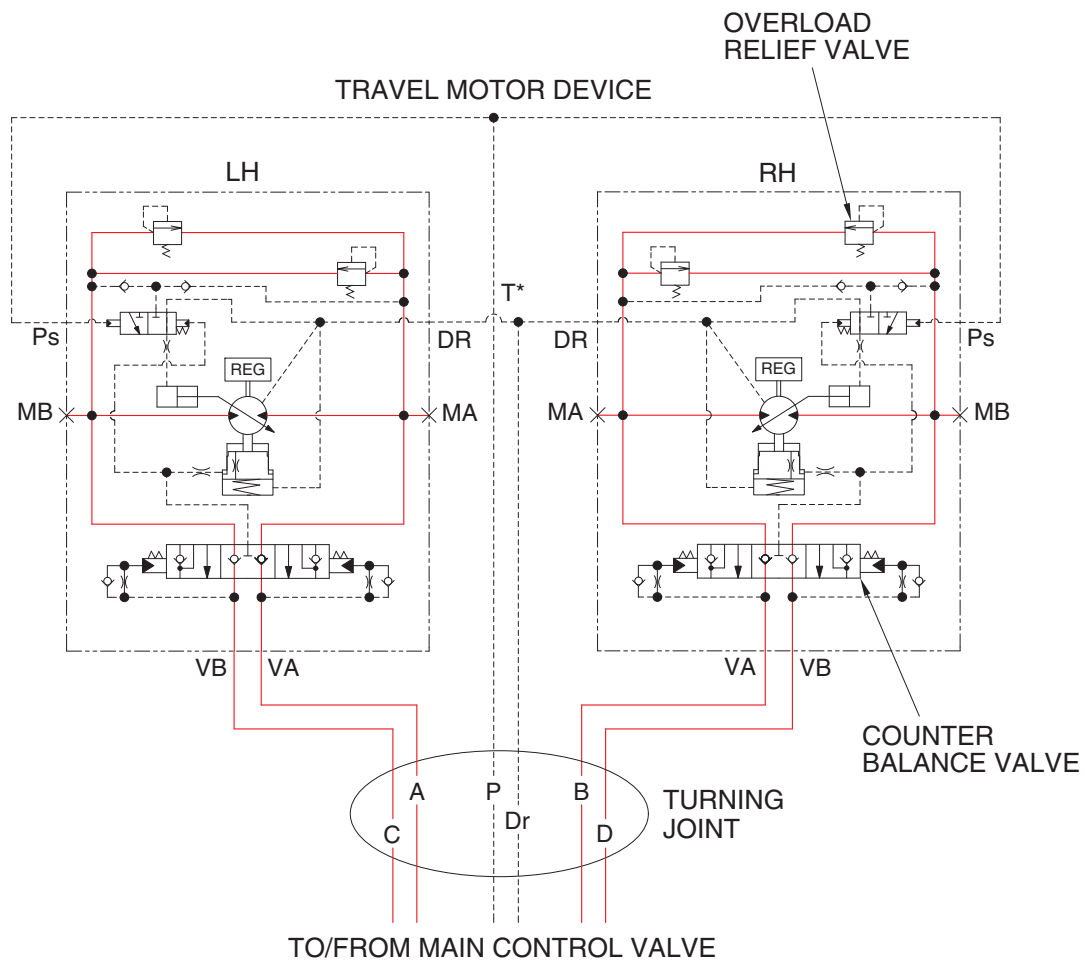 OVERLOAD
RELIEF VALVE
TRAVEL MOTOR DEVICE
LH
RH
T*
Ps
DR
DR
Ps
REG
REG
MB
MA
MA
MB
VB
VA
VA
VB
COUNTER
BALANCE VALVE
A
P
B
TURNING
JOINT
C
Dr
D
TO/FROM MAIN CONTROL VALVE